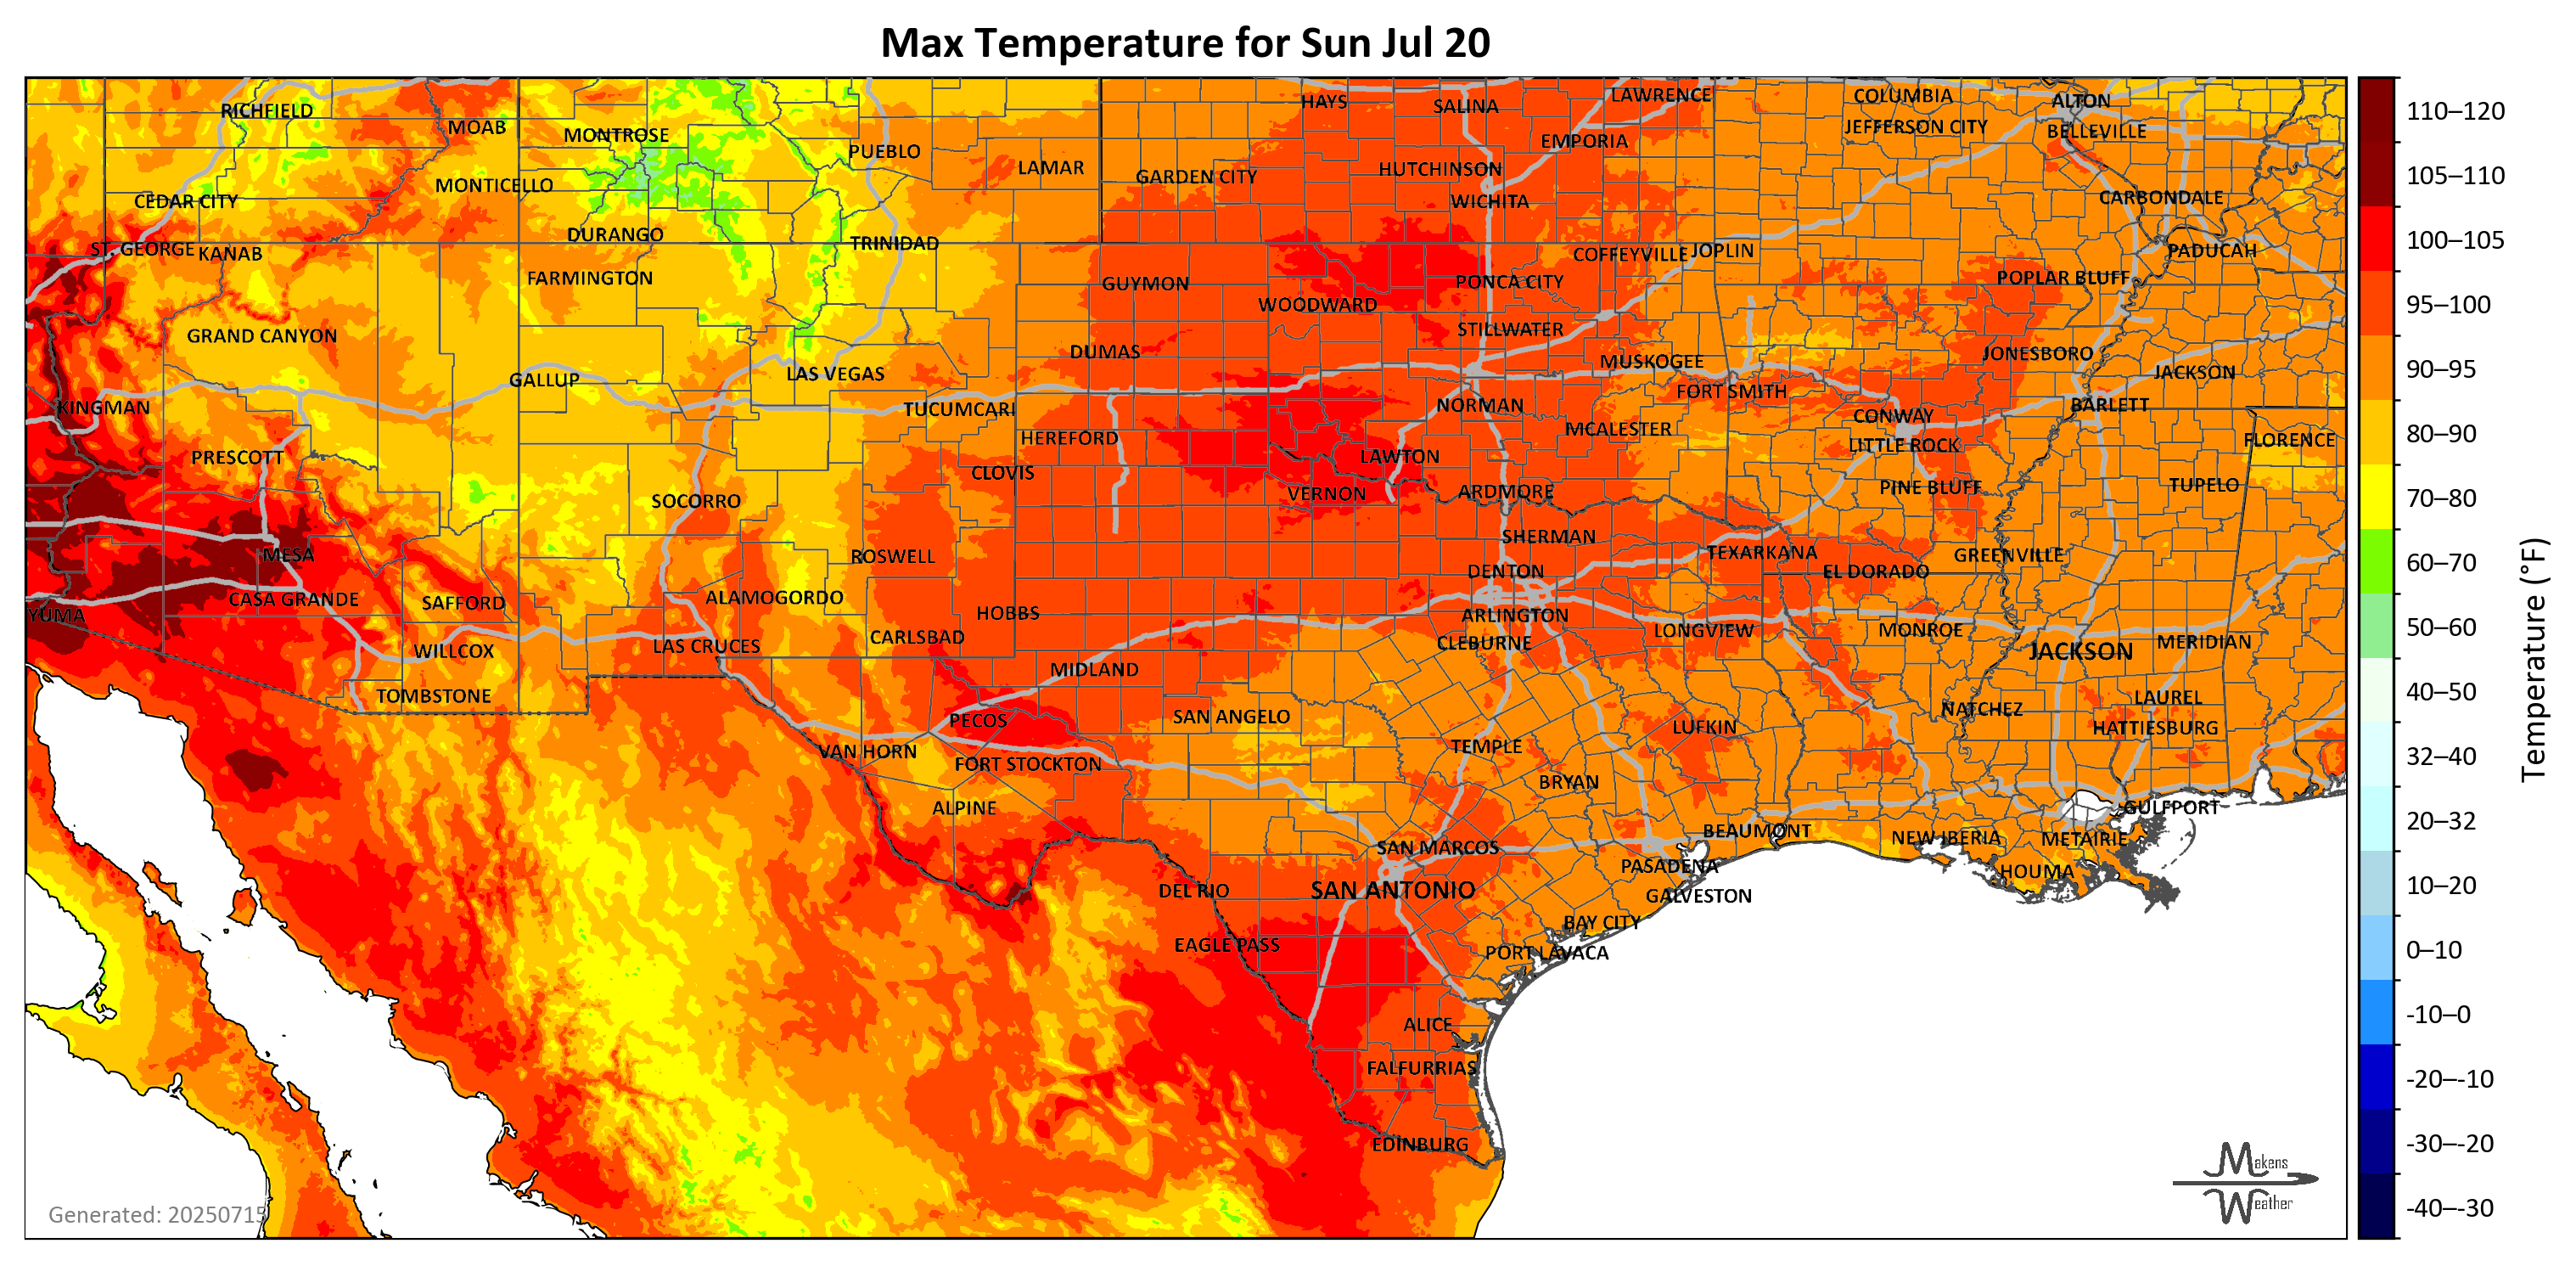 Max Temperature for Sun Jul 20
RICHFIELD
MOAB
MONTROSE
PUEBLO
LAMAR
HAYS
SALINA
LAWRENCE
EMPORIA
COLUMBIA
JEFFERSON CITY
ALTON
BELLEVILLE
MONTICELLO
GARDEN CITY
HUTCHINSON
WICHITA
CARBONDALE
CEDAR CITY
ST. GEORGE
KANAB
DURANGO
TRINIDAD
FARMINGTON
GUYMON
WOODWARD
PONCA CITY
COFFEYVILLE
JOPLIN
POPLAR BLUFF
PADUCAH
GRAND CANYON
DUMAS
STILLWATER
MUSKOGEE
JONESBORO
JACKSON
GALLUP
LAS VEGAS
FORT SMITH
KINGMAN
TUCUMCARI
NORMAN
CONWAY
BARLETT
HEREFORD
MCALESTER
LITTLE ROCK
FLORENCE
PRESCOTT
CLOVIS
LAWTON
SOCORRO
VERNON
ARDMORE
PINE BLUFF
TUPELO
MESA
ROSWELL
SHERMAN
TEXARKANA
GREENVILLE
DENTON
EL DORADO
YUMA
CASA GRANDE
SAFFORD
ALAMOGORDO
HOBBS
ARLINGTON
WILLCOX
LAS CRUCES
CARLSBAD
CLEBURNE
LONGVIEW
MONROE
JACKSON
MERIDIAN
MIDLAND
TOMBSTONE
PECOS
SAN ANGELO
LUFKIN
NATCHEZ
LAUREL
HATTIESBURG
VAN HORN
FORT STOCKTON
TEMPLE
BRYAN
ALPINE
GULFPORT
BEAUMONT
NEW IBERIA
METAIRIE
SAN MARCOS
PASADENA
HOUMA
DEL RIO
SAN ANTONIO
GALVESTON
EAGLE PASS
BAY CITY
PORT LAVACA
ALICE
FALFURRIAS
EDINBURG
Generated: 20250715
Makens
Weather
110–120
105–110
100–105
95–100
90–95
80–90
70–80
60–70
50–60
40–50
32–40
20–32
10–20
0–10
-10–0
-20–-10
-30–-20
-40–-30
Temperature (°F)